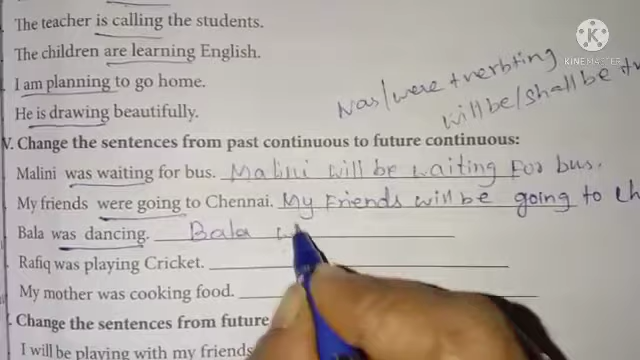 The teacher is calling the students.
The children are learning English.
I am planning to go home.
He is drawing beautifully.
KINEMASTER
was/were + verb+ing
will be/shall be +
V. Change the sentences from past continuous to future continuous:
Malini was waiting for bus. Malini will be waiting for bus.
My friends were going to Chennai. My friends will be going to Ch
Bala was dancing. Bala w
Rafiq was playing Cricket.
My mother was cooking food.
. Change the sentences from future
I will be playing with my friends